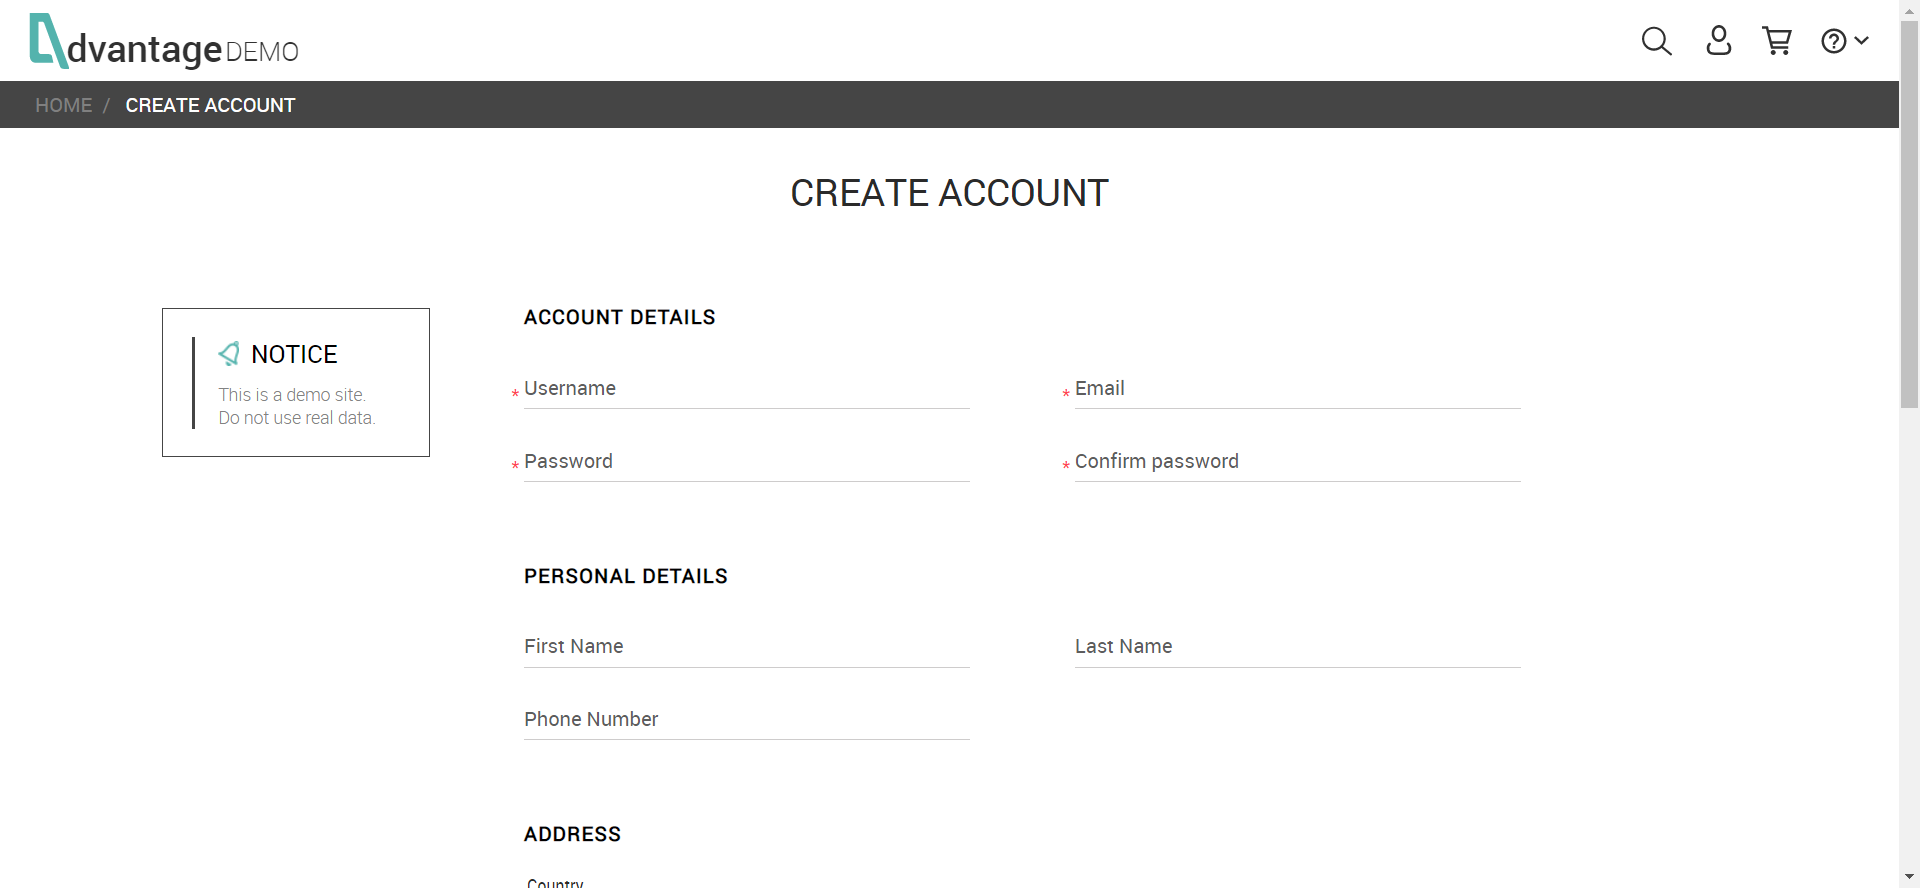 dvantage DEMO
HOME / CREATE ACCOUNT
CREATE ACCOUNT
NOTICE
This is a demo site.
Do not use real data.
ACCOUNT DETAILS
* Username
* Email
* Password
* Confirm password
PERSONAL DETAILS
First Name
Last Name
Phone Number
ADDRESS
Country